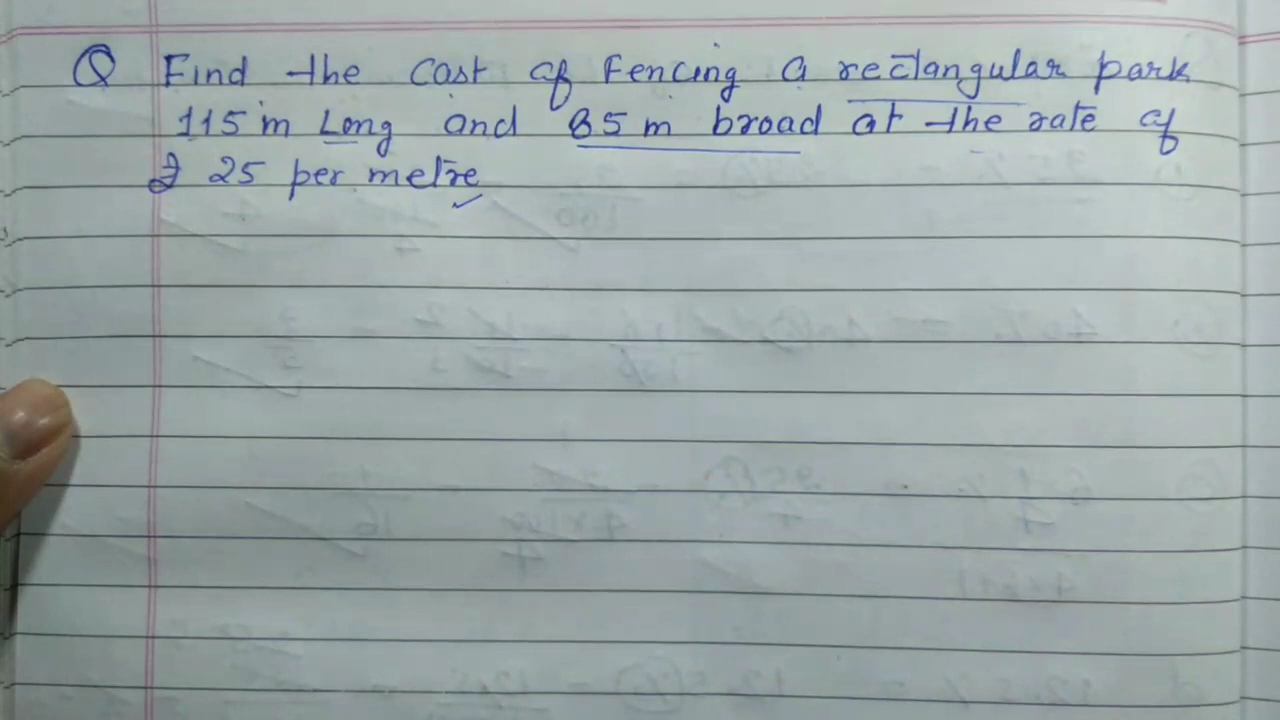 Q Find the cost of Fencing a rectangular park
115 m Long and 85 m broad at the rate of
₹ 25 per metre